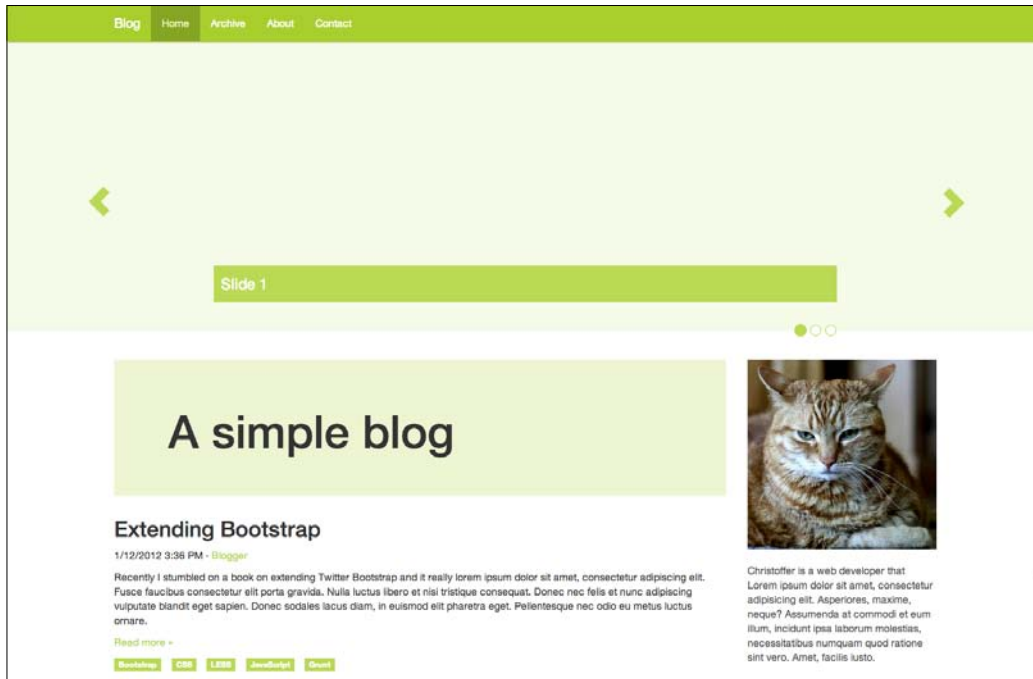 Blog Home Archive About Contact
Slide 1
A simple blog
Extending Bootstrap
1/12/2012 3:36 PM - Blogger
Recently I stumbled on a book on extending Twitter Bootstrap and it really lorem ipsum dolor sit amet, consectetur adipiscing elit.
Fusce faucibus consectetur elit porta gravida. Nulla luctus libero et nisi tristique consequat. Donec nec felis et nunc adipiscing
vulputate blandit eget sapien. Donec sodales lacus diam, in euismod elit pharetra eget. Pellentesque nec odio eu metus luctus
ornare.
Read more »
Bootstrap CSS LESS JavaScript Grunt
Christoffer is a web developer that
Lorem ipsum dolor sit amet, consectetur
adipisicing elit. Asperiores, maxime,
neque? Assumenda at commodi et eum
illum, incidunt ipsa laborum molestias,
necessitatibus numquam quod ratione
sint vero. Amet, facilis iusto.